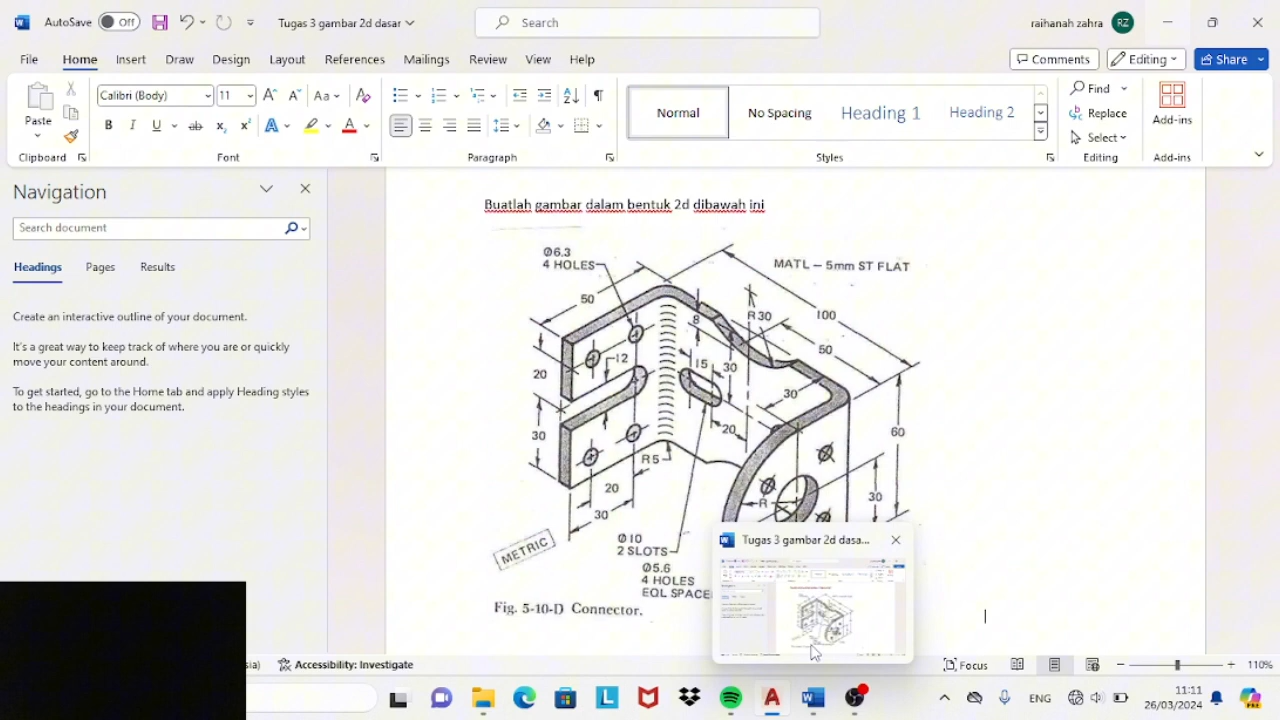 AutoSave Off Tugas 3 gambar 2d dasar Search raihanah zahra RZ
File Home Insert Draw Design Layout References Mailings Review View Help Comments Editing Share
Paste Calibri (Body) 11 Aa Normal No Spacing Heading 1 Heading 2 Find Replace Select Add-ins
Clipboard Font Paragraph Styles Editing Add-ins
Navigation
Search document
Headings Pages Results
Create an interactive outline of your document.
It's a great way to keep track of where you are or quickly
move your content around.
To get started, go to the Home tab and apply Heading styles
to the headings in your document.
Buatlah gambar dalam bentuk 2d dibawah ini
Ø6.3
4 HOLES
MATL – 5mm ST FLAT
50
8
R30
100
50
12
15
30
20
30
30
20
60
R5
R
30
20
30
METRIC
Ø10
2 SLOTS
Ø5.6
4 HOLES
Fig. 5-10-D Connector.
Tugas 3 gambar 2d dasa...
Accessibility: Investigate Focus 110%
ENG 11:11
26/03/2024